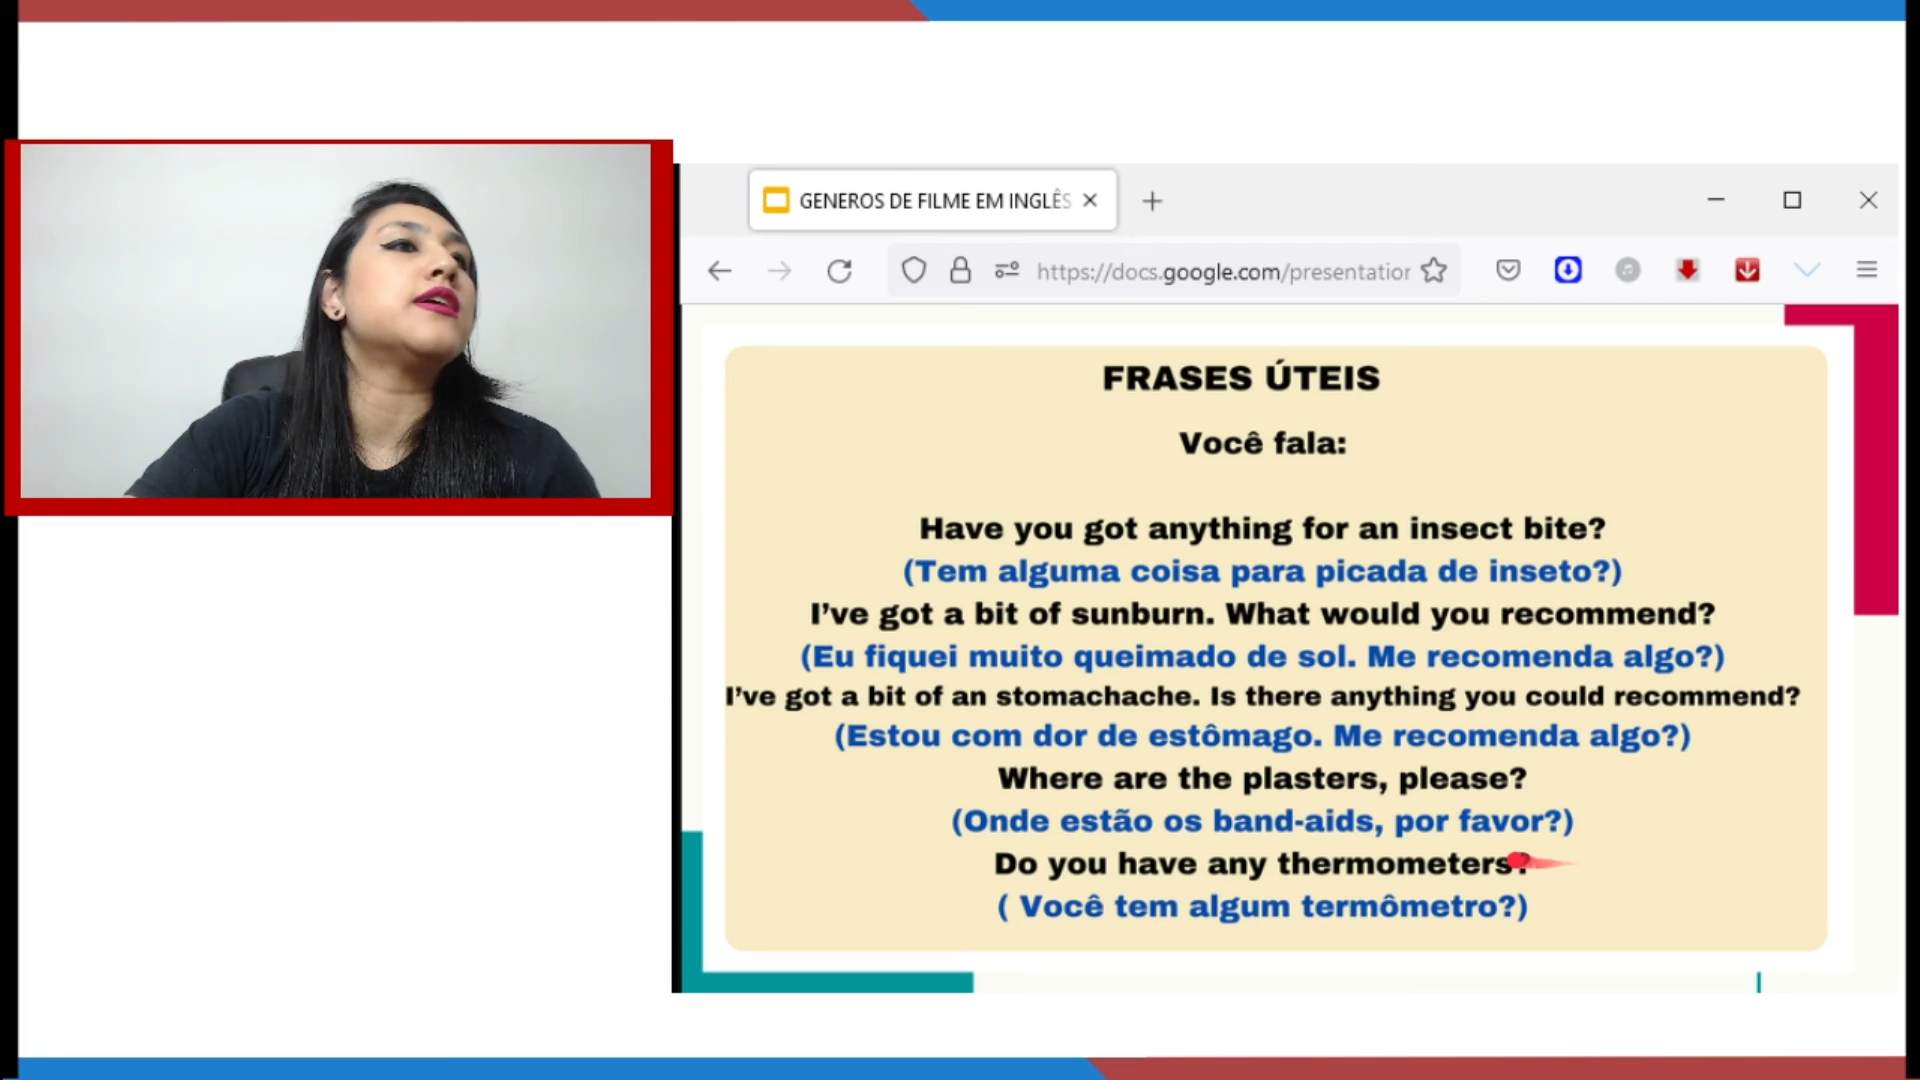 GENEROS DE FILME EM INGLÊS
https://docs.google.com/presentation
FRASES ÚTEIS
Você fala:
Have you got anything for an insect bite?
(Tem alguma coisa para picada de inseto?)
I’ve got a bit of sunburn. What would you recommend?
(Eu fiquei muito queimado de sol. Me recomenda algo?)
I’ve got a bit of an stomachache. Is there anything you could recommend?
(Estou com dor de estômago. Me recomenda algo?)
Where are the plasters, please?
(Onde estão os band-aids, por favor?)
Do you have any thermometers?
( Você tem algum termômetro?)